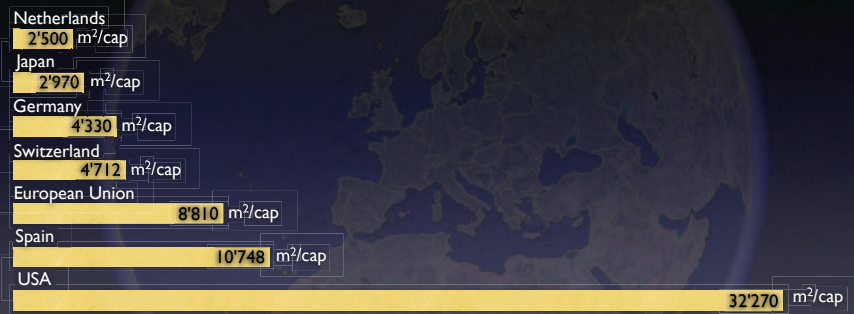 Netherlands
2'500 m²/cap
Japan
2'970 m²/cap
Germany
4'330 m²/cap
Switzerland
4'712 m²/cap
European Union
8'810 m²/cap
Spain
10'748 m²/cap
USA
32'270 m²/cap